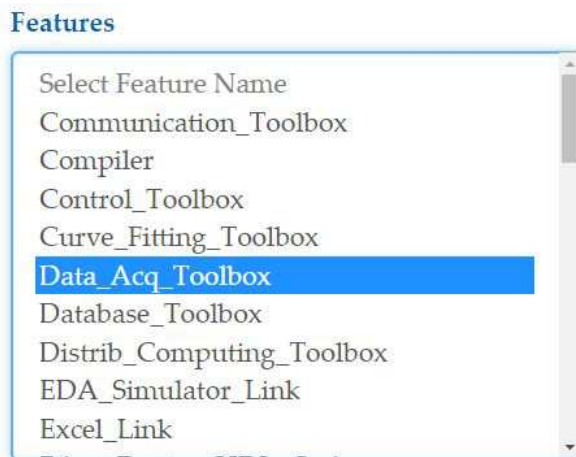 Features
Select Feature Name
Communication_Toolbox
Compiler
Control_Toolbox
Curve_Fitting_Toolbox
Data_Acq_Toolbox
Database_Toolbox
Distrib_Computing_Toolbox
EDA_Simulator_Link
Excel_Link